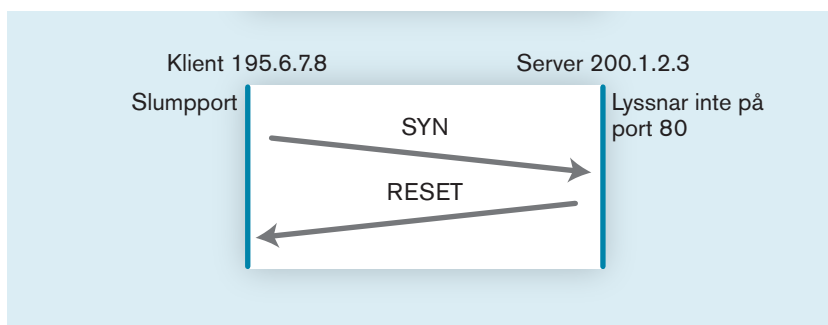 Klient 195.6.7.8
Server 200.1.2.3
Slumpport
Lyssnar inte på
port 80
SYN
RESET